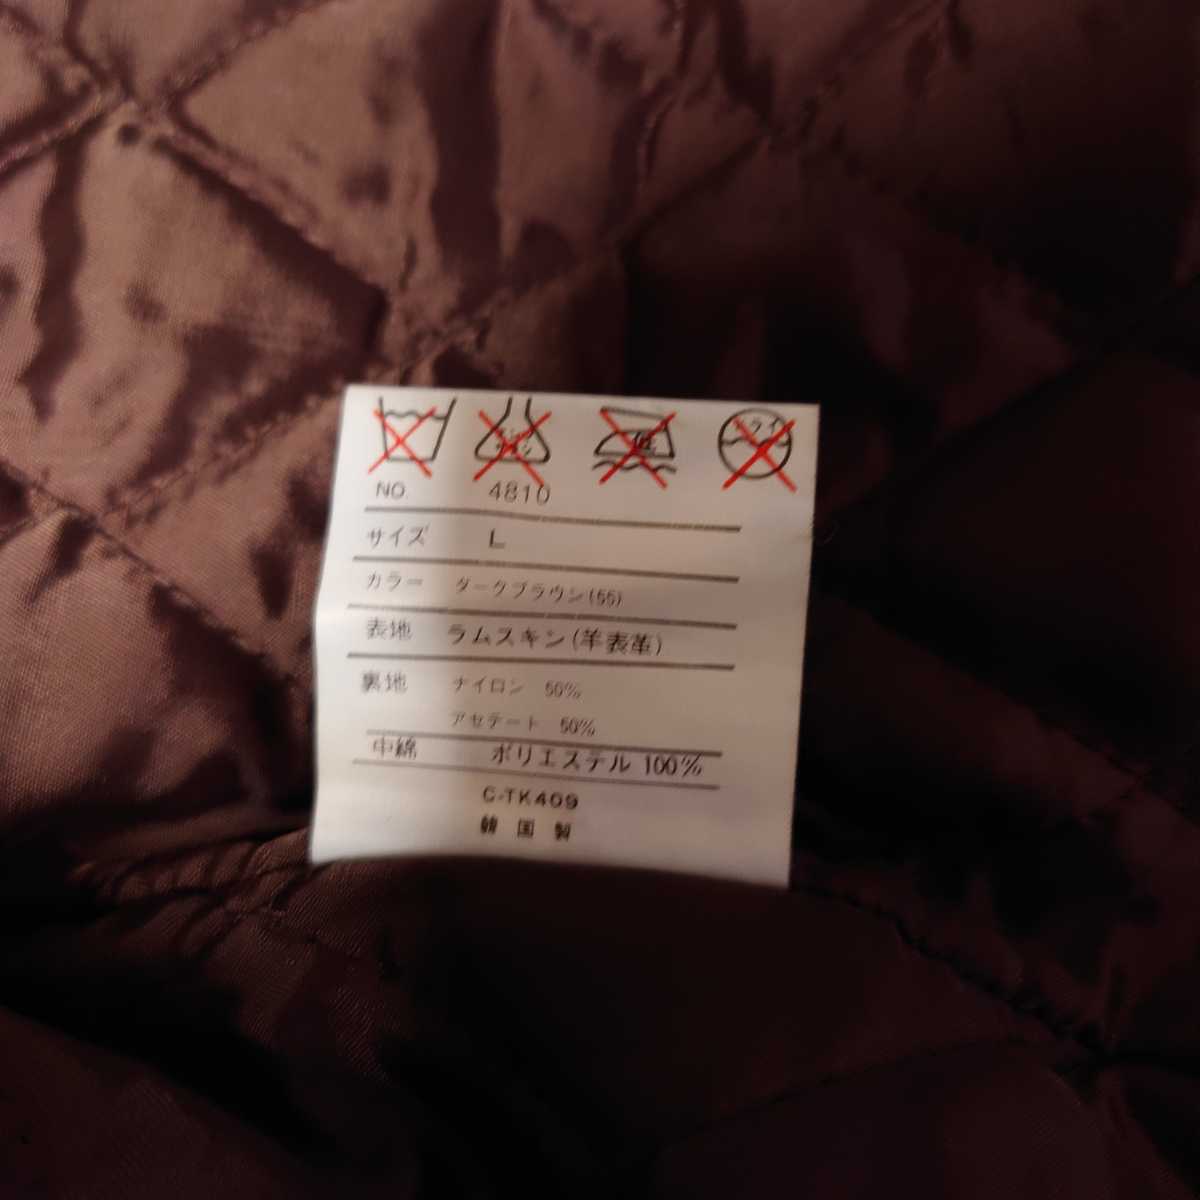 NO. 4810
サイズ L
カラー ダークブラウン(55)
表地 ラムスキン(羊表革)
裏地 ナイロン 50%
アセテート 50%
中綿 ポリエステル 100%
C-TK409
韓国製